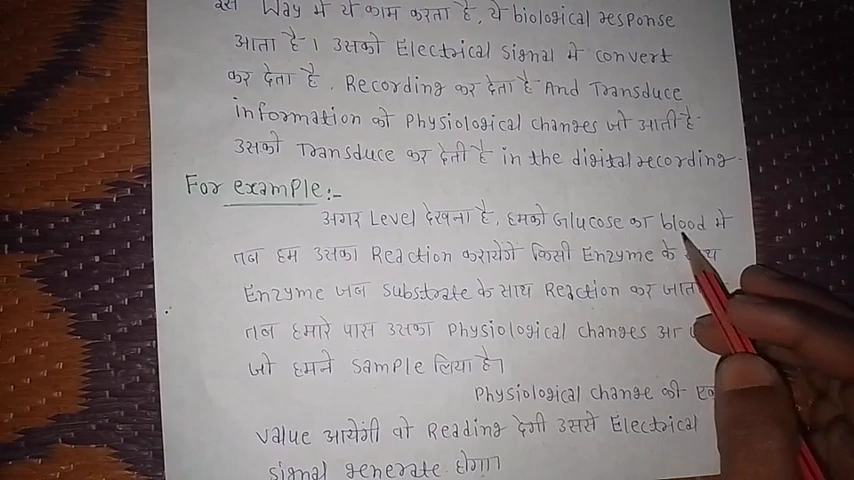 इस Way में ये काम करता है, ये biological response
आता है। उसको Electrical signal में convert
कर देता है, Recording कर देता है And Transduce
information को Physiological changes जो आती है
उसको Transduce कर देती है in the digital recording.
For example:-
अगर Level देखना है, हमको Glucose का blood में
तब हम उसका Reaction करायेंगे किसी Enzyme के
Enzyme जब substrate के साथ Reaction कर
तब हमारे पास उसका Physiological changes आ
जो हमने sample लिया है।
Physiological change की
value आयेंगी वो Reading देगी उससे Electrical
signal generate होगा।